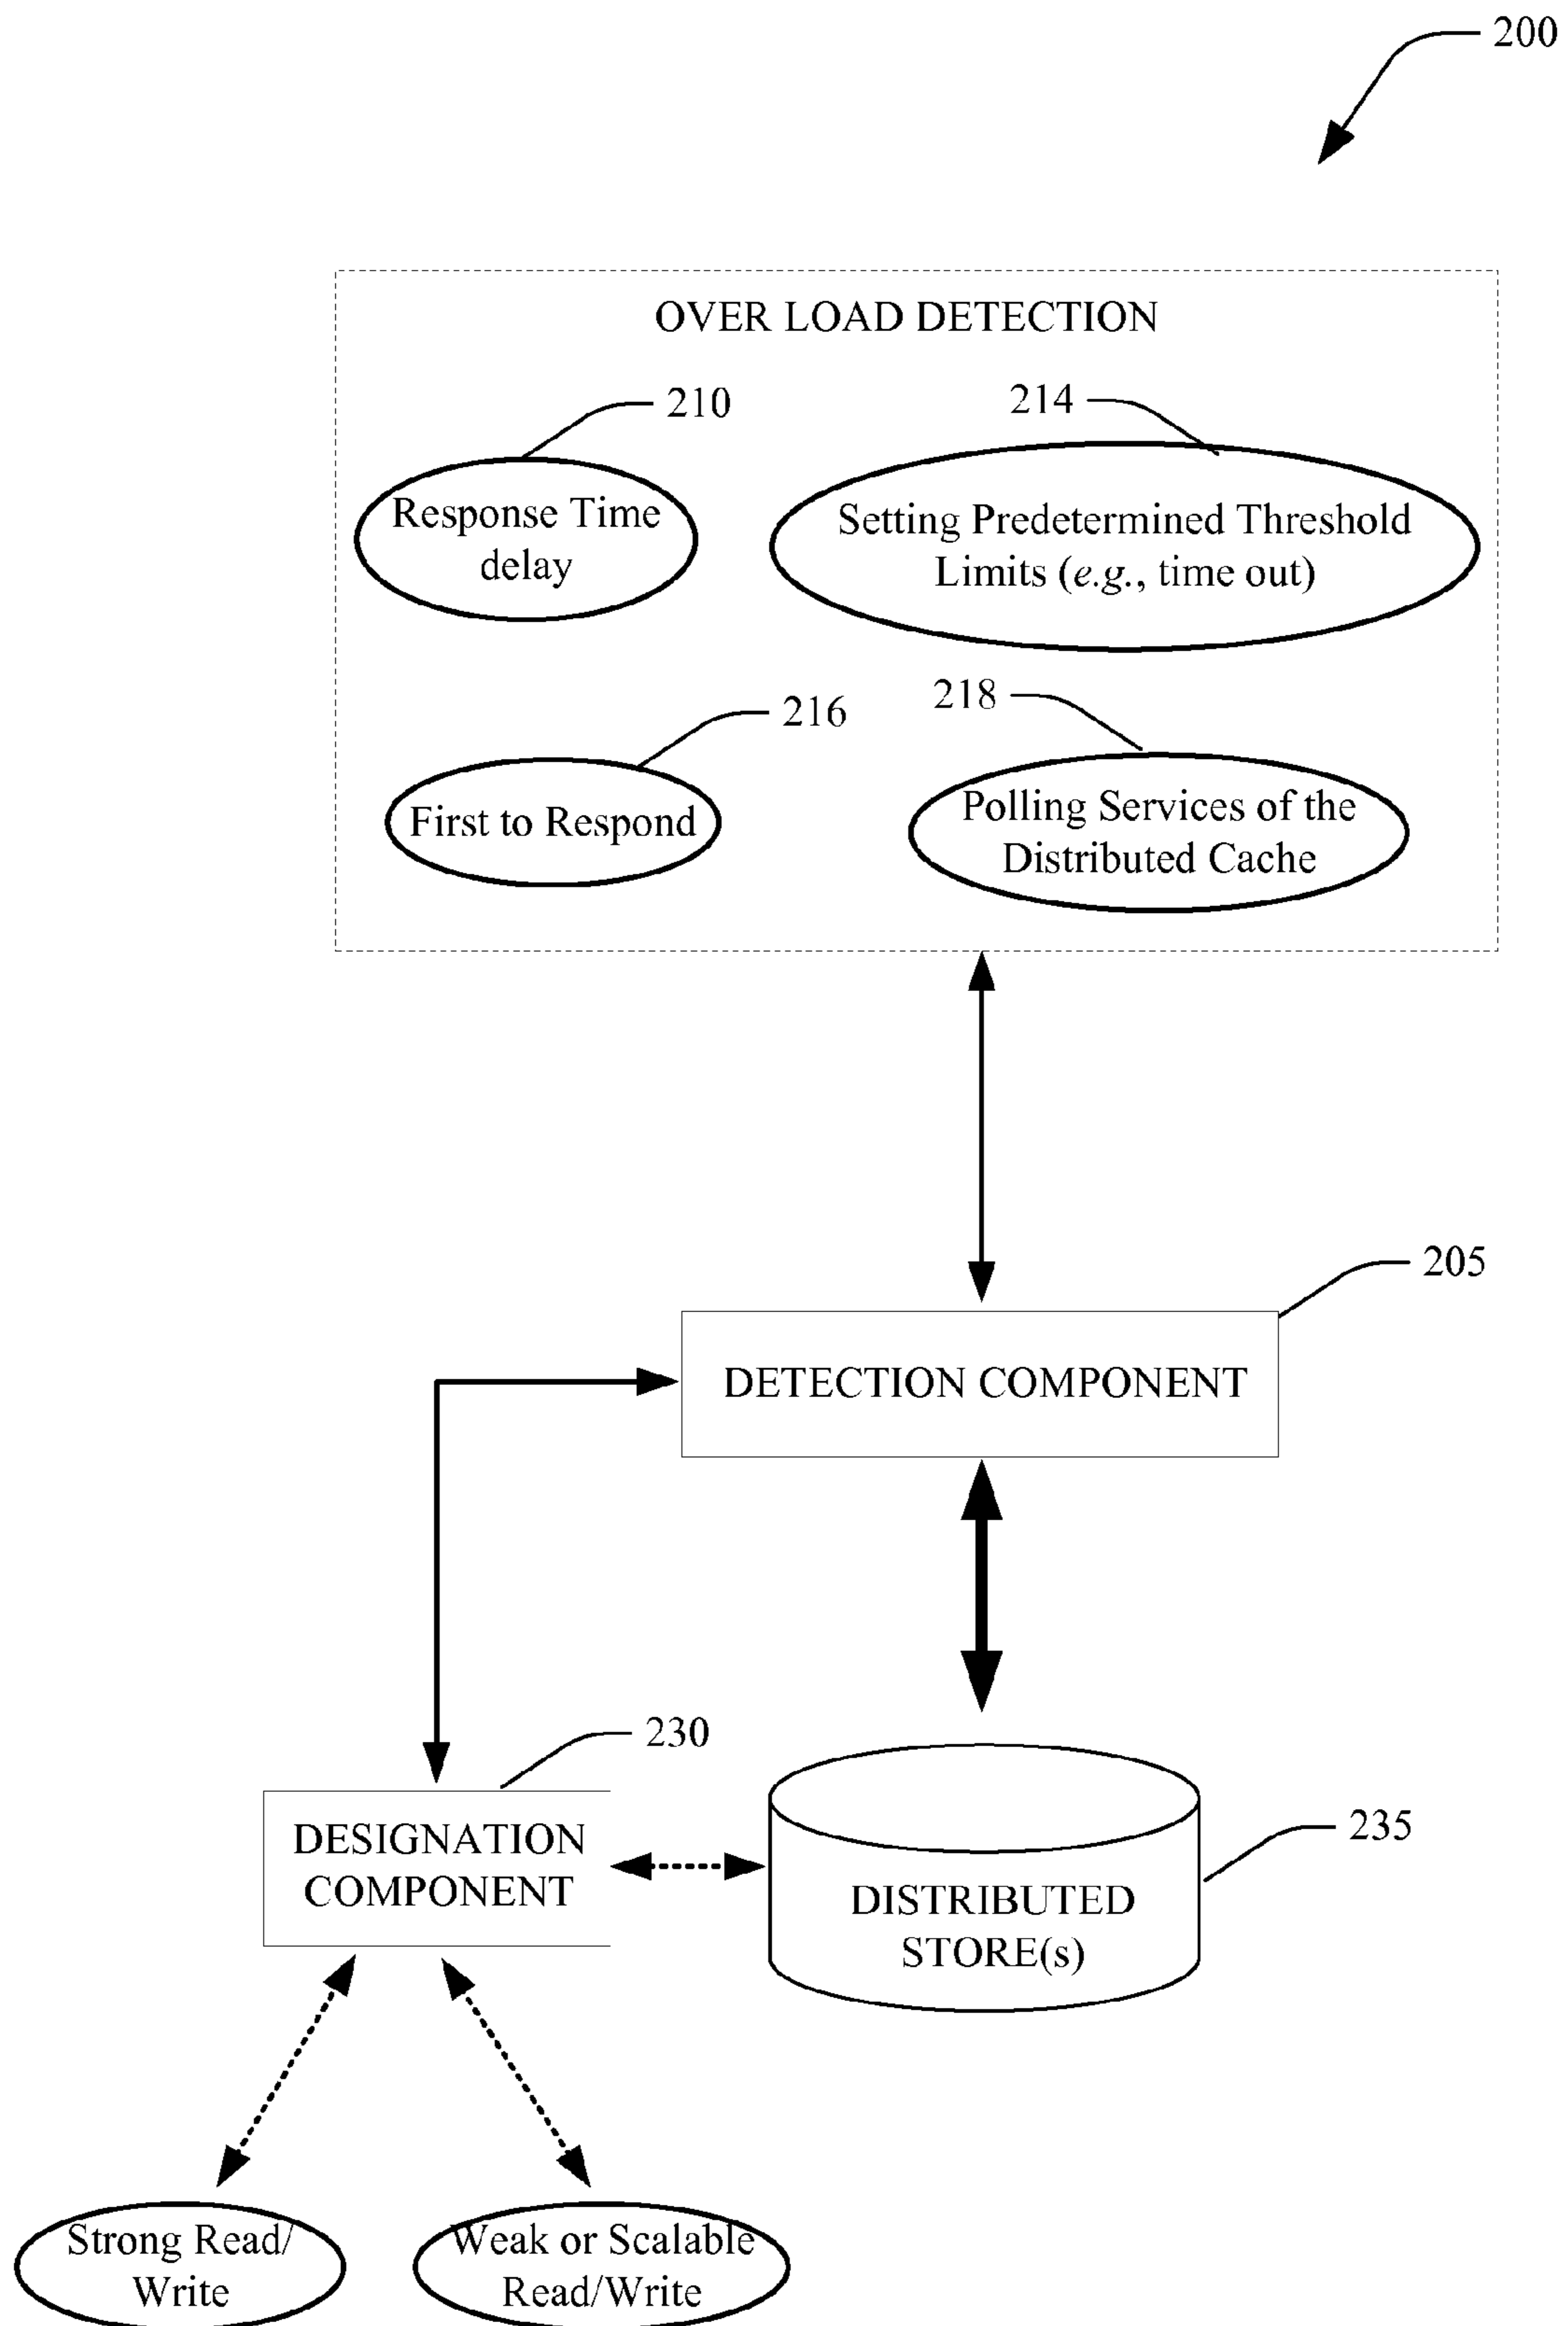 200
OVER LOAD DETECTION
210
214
Response Time
delay
Setting Predetermined Threshold
Limits (e.g., time out)
216
218
First to Respond
Polling Services of the
Distributed Cache
205
DETECTION COMPONENT
230
235
DESIGNATION
COMPONENT
DISTRIBUTED
STORE(s)
Strong Read/
Write
Weak or Scalable
Read/Write